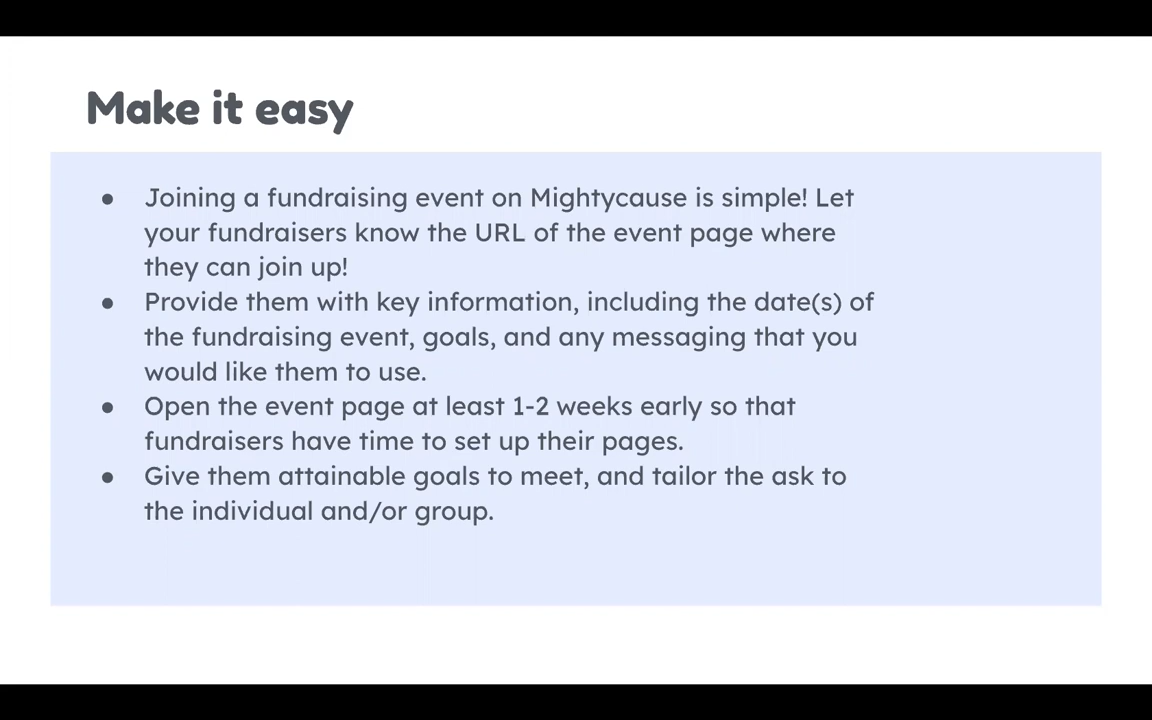 Make it easy
● Joining a fundraising event on Mightycause is simple! Let
your fundraisers know the URL of the event page where
they can join up!
● Provide them with key information, including the date(s) of
the fundraising event, goals, and any messaging that you
would like them to use.
● Open the event page at least 1-2 weeks early so that
fundraisers have time to set up their pages.
● Give them attainable goals to meet, and tailor the ask to
the individual and/or group.